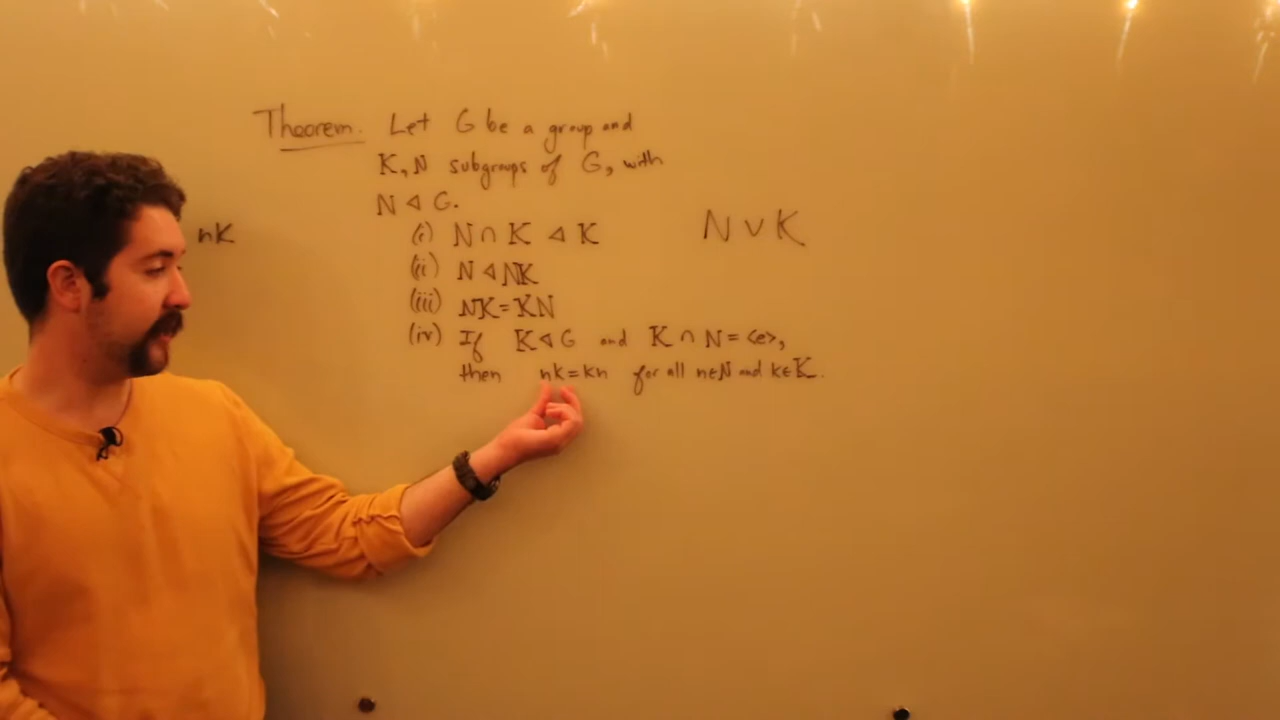 Theorem. Let G be a group and
K, N subgroups of G, with
N ◁ G.
nK
(i) N ∩ K ◁ K
N ∨ K
(ii) N ◁ NK
(iii) NK = KN
(iv) If K ◁ G and K ∩ N = <e>,
then nk = kn for all n∈N and k∈K.